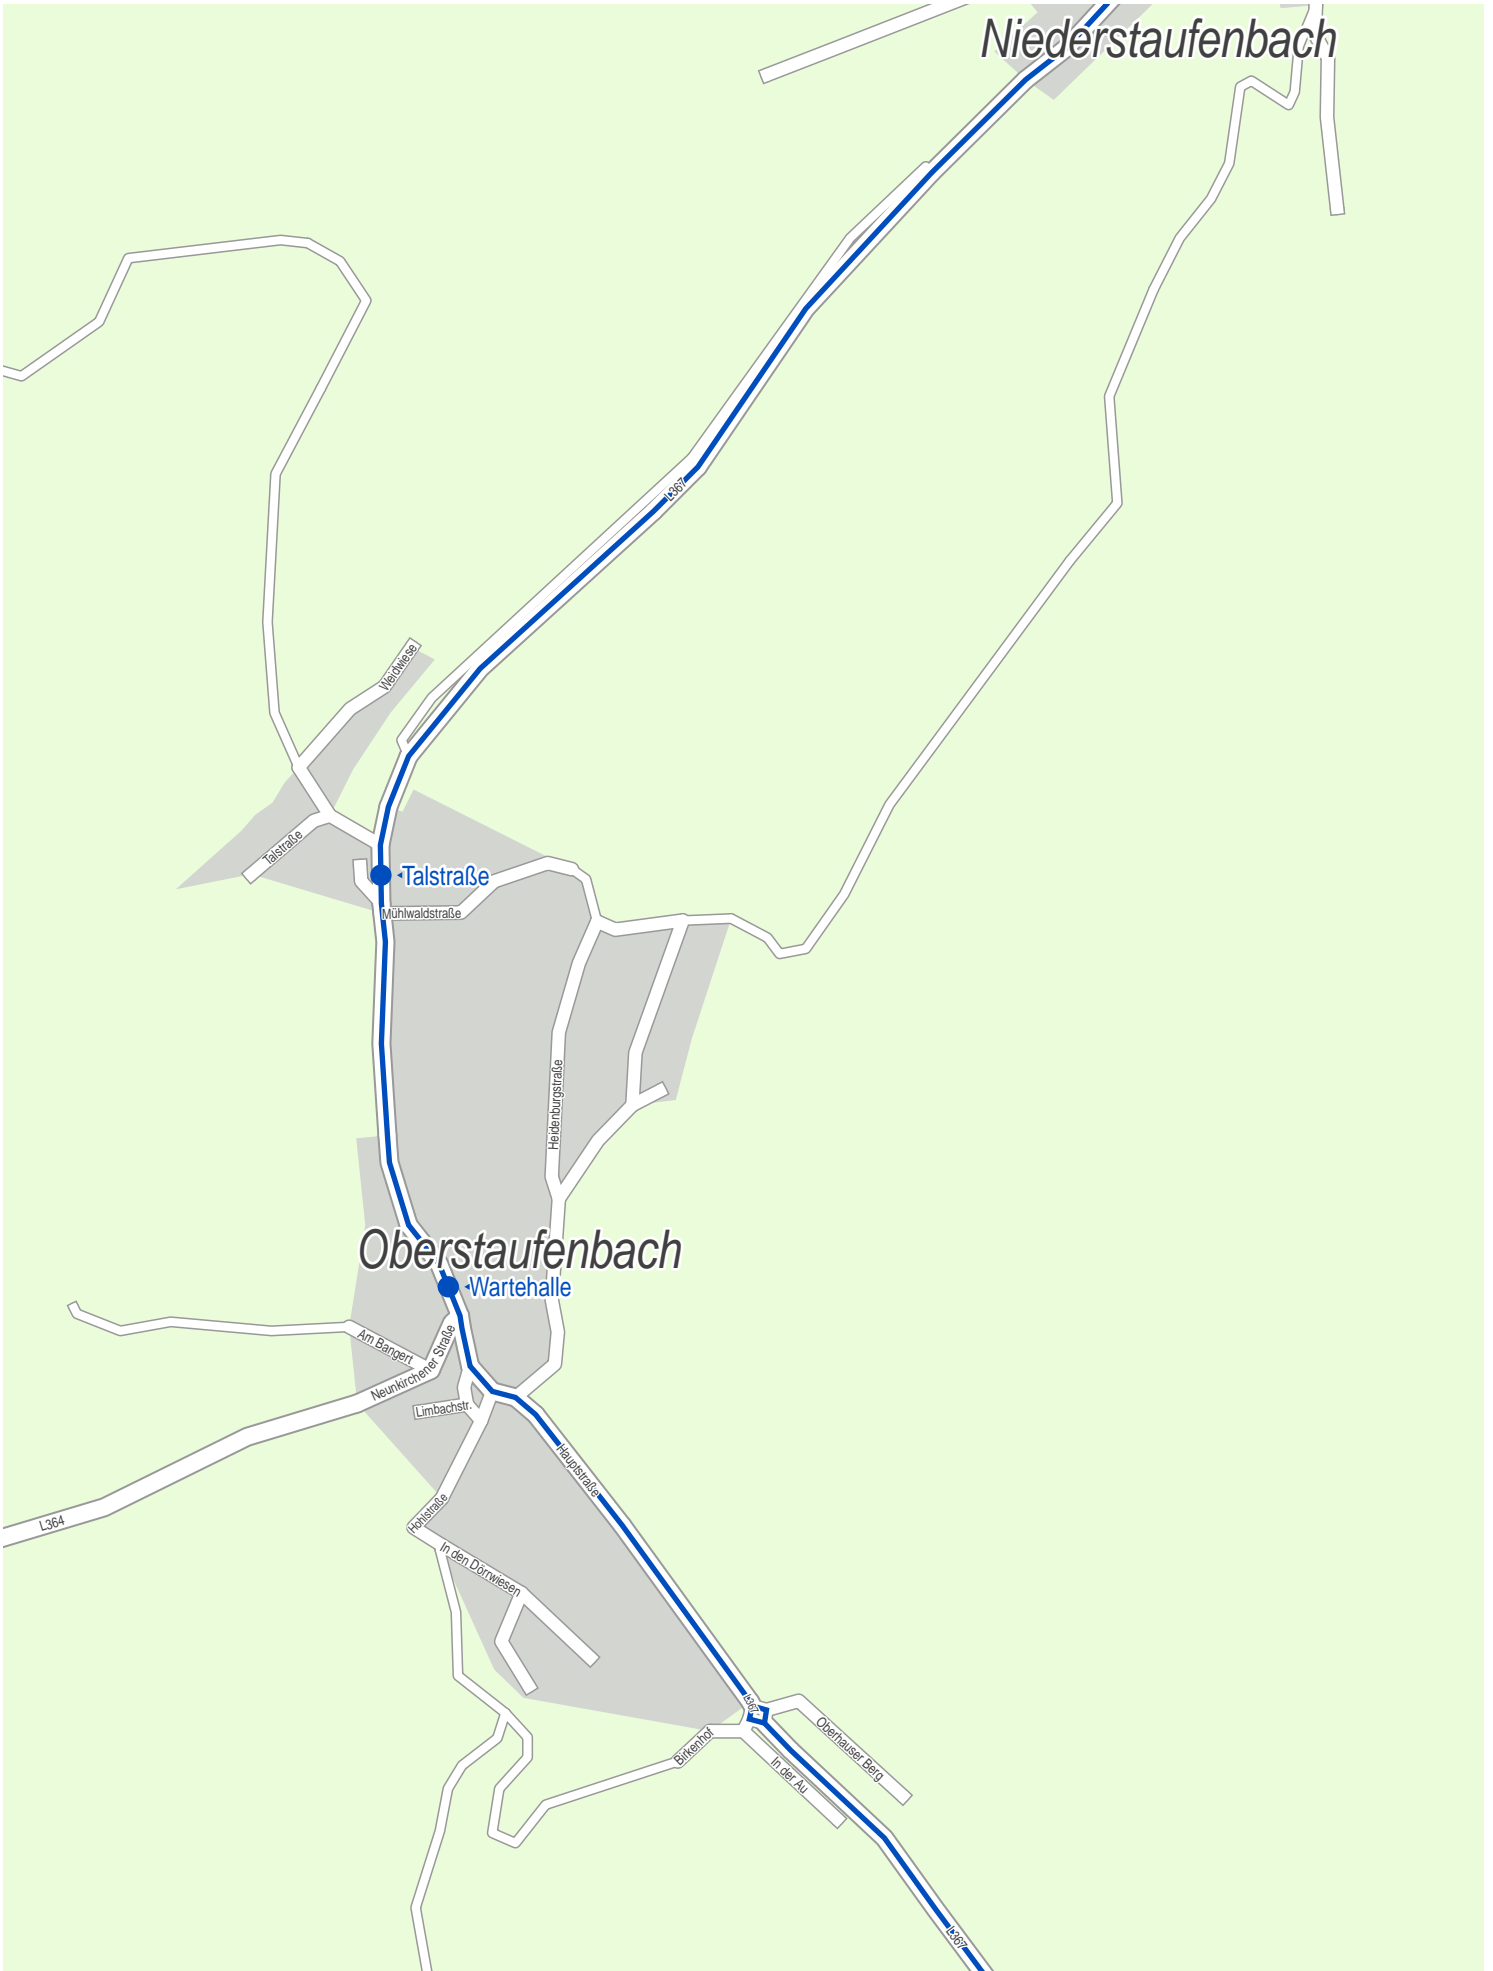 Niederstaufenbach
L367
Weidwiese
Talstraße
Talstraße
Mühlwaldstraße
Heidenburgstraße
Oberstaufenbach
Wartehalle
Am Bangert
Neunkirchener Straße
Limbachstr.
Hauptstraße
Hohlstraße
L364
In den Dörrwiesen
L367
Birkenhof
Oberhauser Berg
In der Au
L367